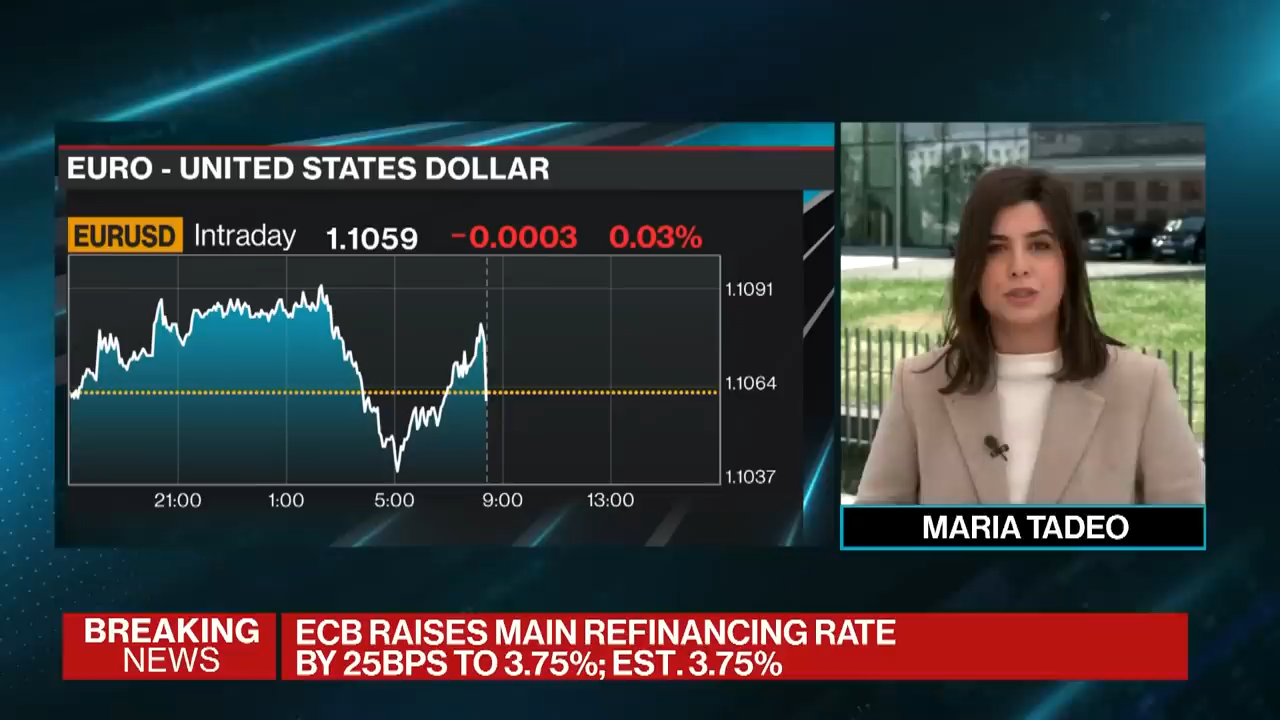 EURO - UNITED STATES DOLLAR
EURUSD Intraday 1.1059 -0.0003 0.03%
1.1091
1.1064
1.1037
21:00 1:00 5:00 9:00 13:00
MARIA TADEO
BREAKING NEWS
ECB RAISES MAIN REFINANCING RATE
BY 25BPS TO 3.75%; EST. 3.75%